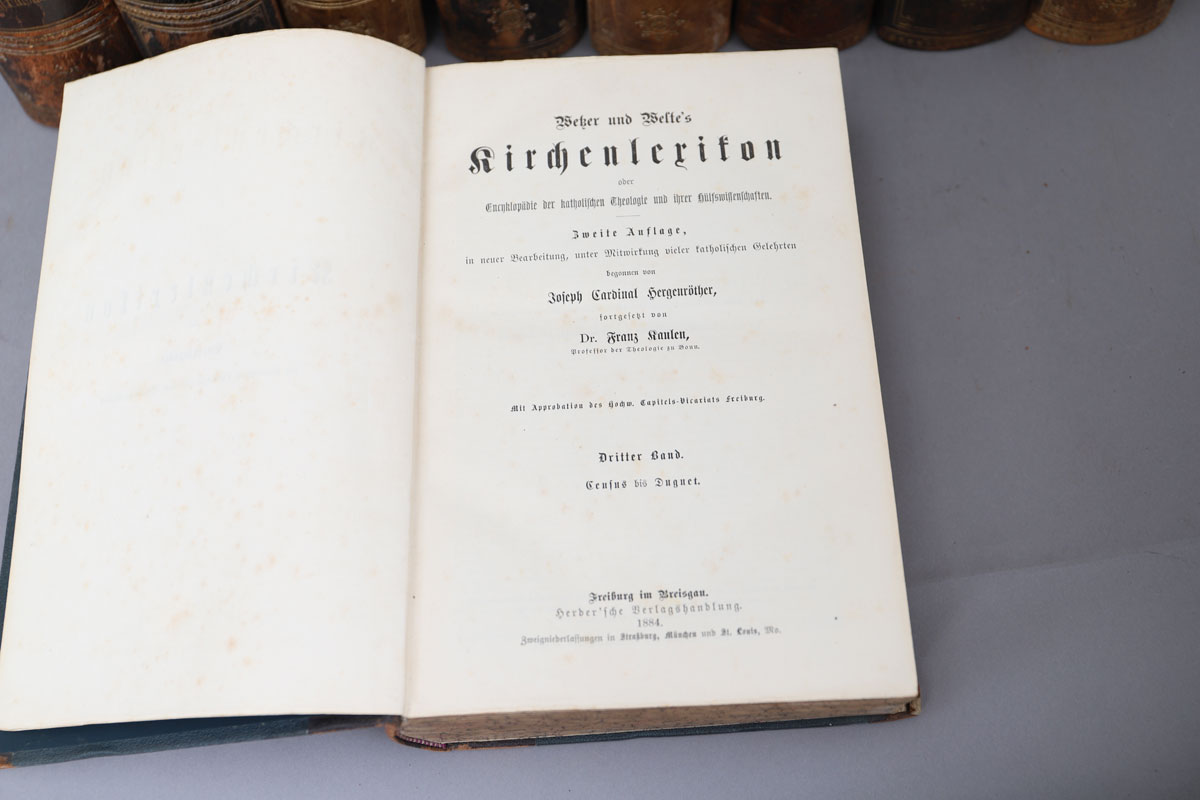 Wetzer und Welte's
Kirchenlexikon
oder
Encyklopädie der katholischen Theologie und ihrer Hülfswissenschaften.
Zweite Auflage,
in neuer Bearbeitung, unter Mitwirkung vieler katholischen Gelehrten
begonnen von
Joseph Cardinal Hergenröther,
fortgesetzt von
Dr. Franz Kaulen,
Professor der Theologie zu Bonn.
Mit Approbation des hochw. Capitels-Vicariats Freiburg.
Dritter Band.
Census bis Duguet.
Freiburg im Breisgau.
Herder'sche Verlagshandlung.
1884.
Zweigniederlassungen in Straßburg, München und St. Louis, Mo.